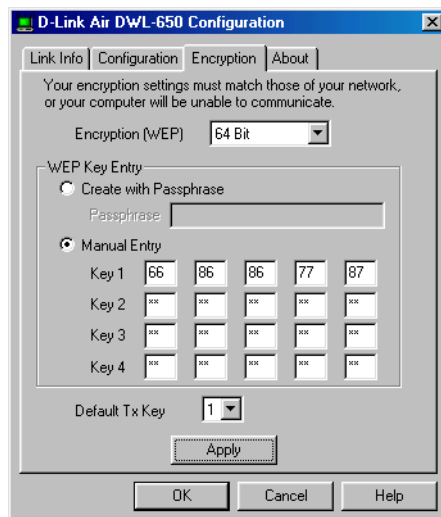 D-Link Air DWL-650 Configuration
Link Info Configuration Encryption About
Your encryption settings must match those of your network,
or your computer will be unable to communicate.
Encryption (WEP) 64 Bit
WEP Key Entry
Create with Passphrase
Passphrase
Manual Entry
Key 1 66 86 86 77 87
Key 2 ** ** ** ** **
Key 3 ** ** ** ** **
Key 4 ** ** ** ** **
Default Tx Key 1
Apply
OK Cancel Help